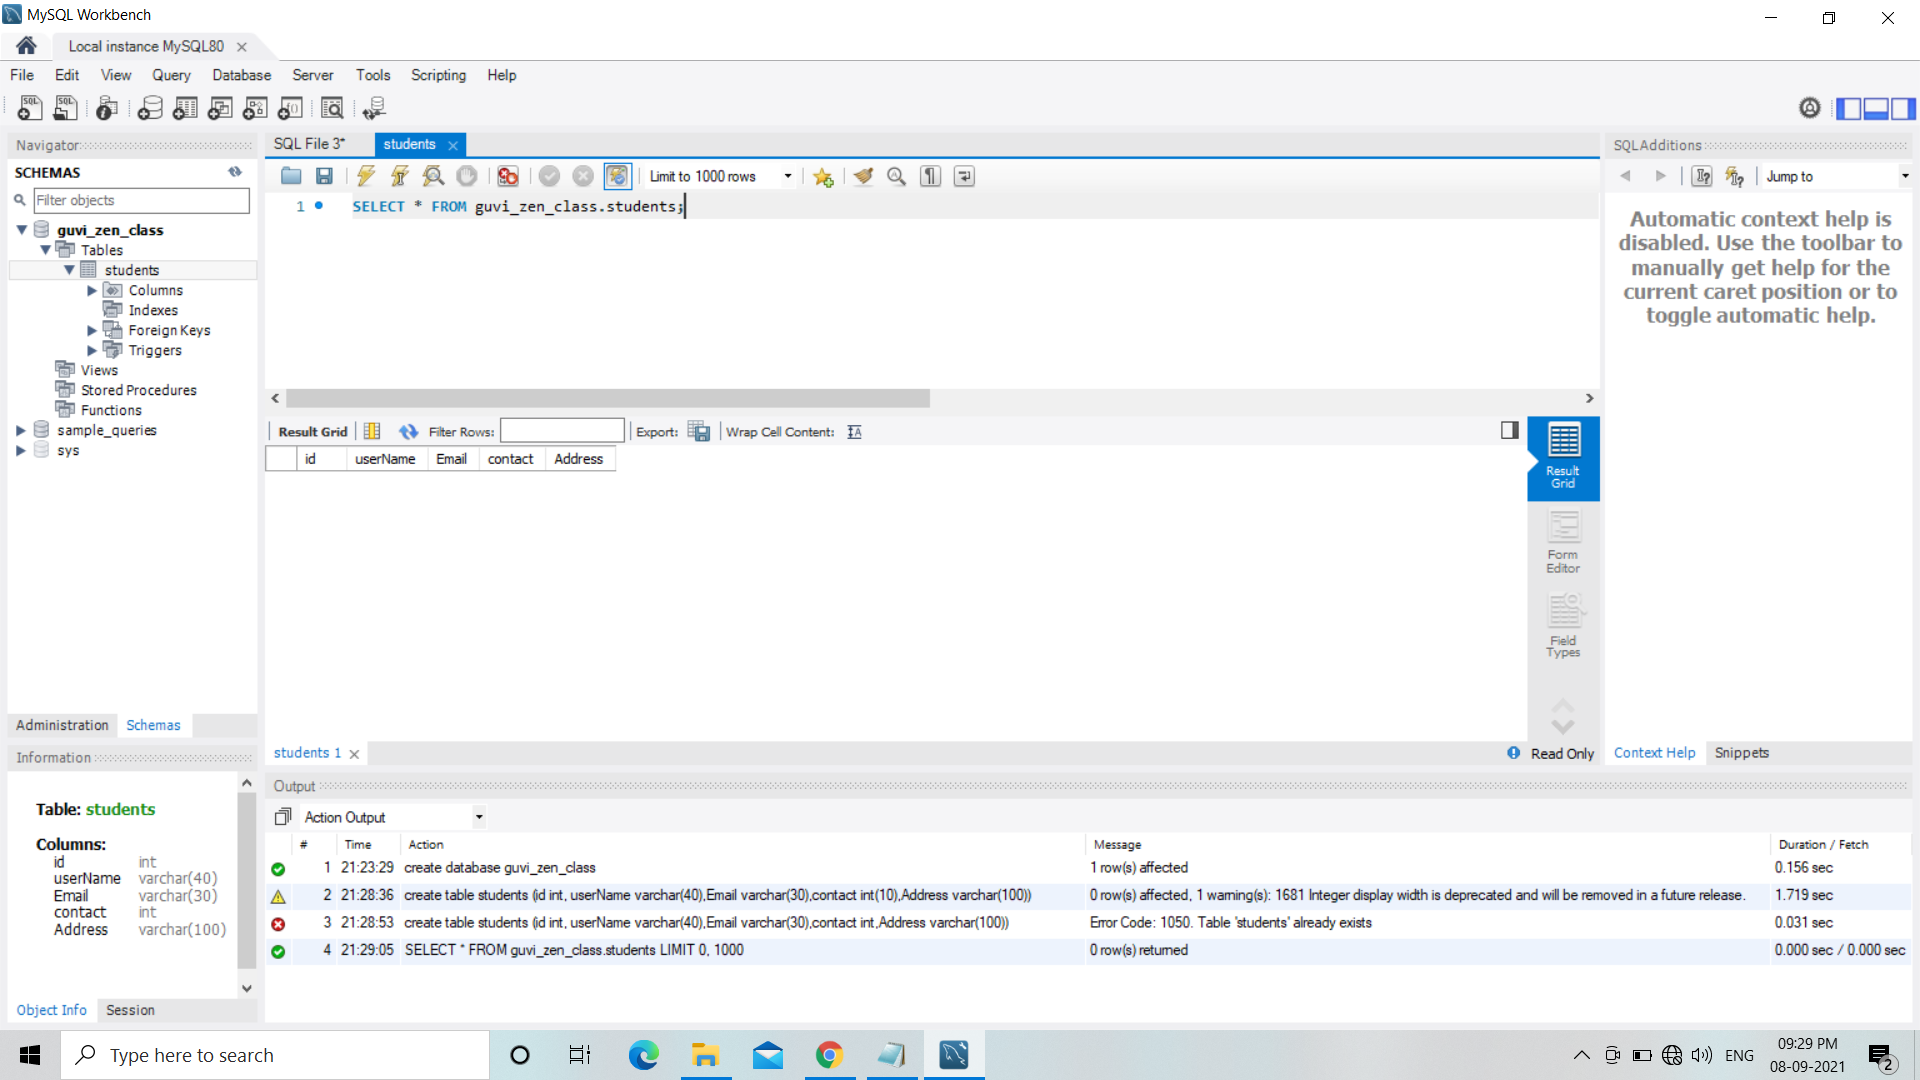 MySQL Workbench
Local instance MySQL80
File Edit View Query Database Server Tools Scripting Help
Navigator
SCHEMAS
Filter objects
guvi_zen_class
Tables
students
Columns
Indexes
Foreign Keys
Triggers
Views
Stored Procedures
Functions
sample_queries
sys
Administration Schemas
Information
Table: students
Columns:
id int
userName varchar(40)
Email varchar(30)
contact int
Address varchar(100)
Object Info Session
SQL File 3* students
Limit to 1000 rows
1 SELECT * FROM guvi_zen_class.students;
Result Grid Filter Rows: Export: Wrap Cell Content:
id userName Email contact Address
Result
Grid
Form
Editor
Field
Types
students 1
Read Only
SQLAdditions
Jump to
Automatic context help is
disabled. Use the toolbar to
manually get help for the
current caret position or to
toggle automatic help.
Context Help Snippets
Output
Action Output
# Time Action Message Duration / Fetch
1 21:23:29 create database guvi_zen_class 1 row(s) affected 0.156 sec
2 21:28:36 create table students (id int, userName varchar(40),Email varchar(30),contact int(10),Address varchar(100)) 0 row(s) affected, 1 warning(s): 1681 Integer display width is deprecated and will be removed in a future release. 1.719 sec
3 21:28:53 create table students (id int, userName varchar(40),Email varchar(30),contact int,Address varchar(100)) Error Code: 1050. Table 'students' already exists 0.031 sec
4 21:29:05 SELECT * FROM guvi_zen_class.students LIMIT 0, 1000 0 row(s) returned 0.000 sec / 0.000 sec
Type here to search
ENG
09:29 PM
08-09-2021
2